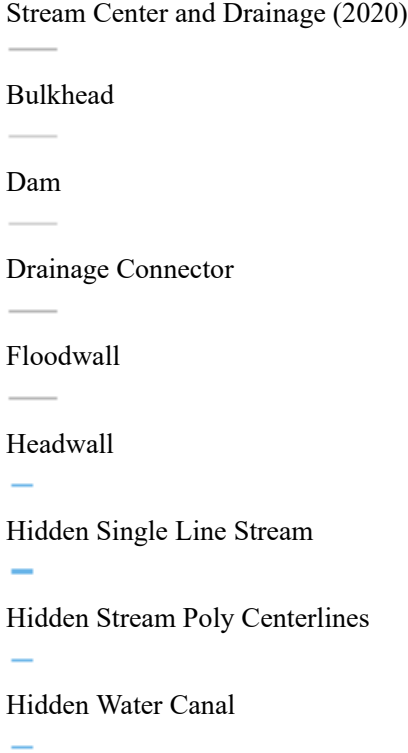 Stream Center and Drainage (2020)
Bulkhead
Dam
Drainage Connector
Floodwall
Headwall
Hidden Single Line Stream
Hidden Stream Poly Centerlines
Hidden Water Canal